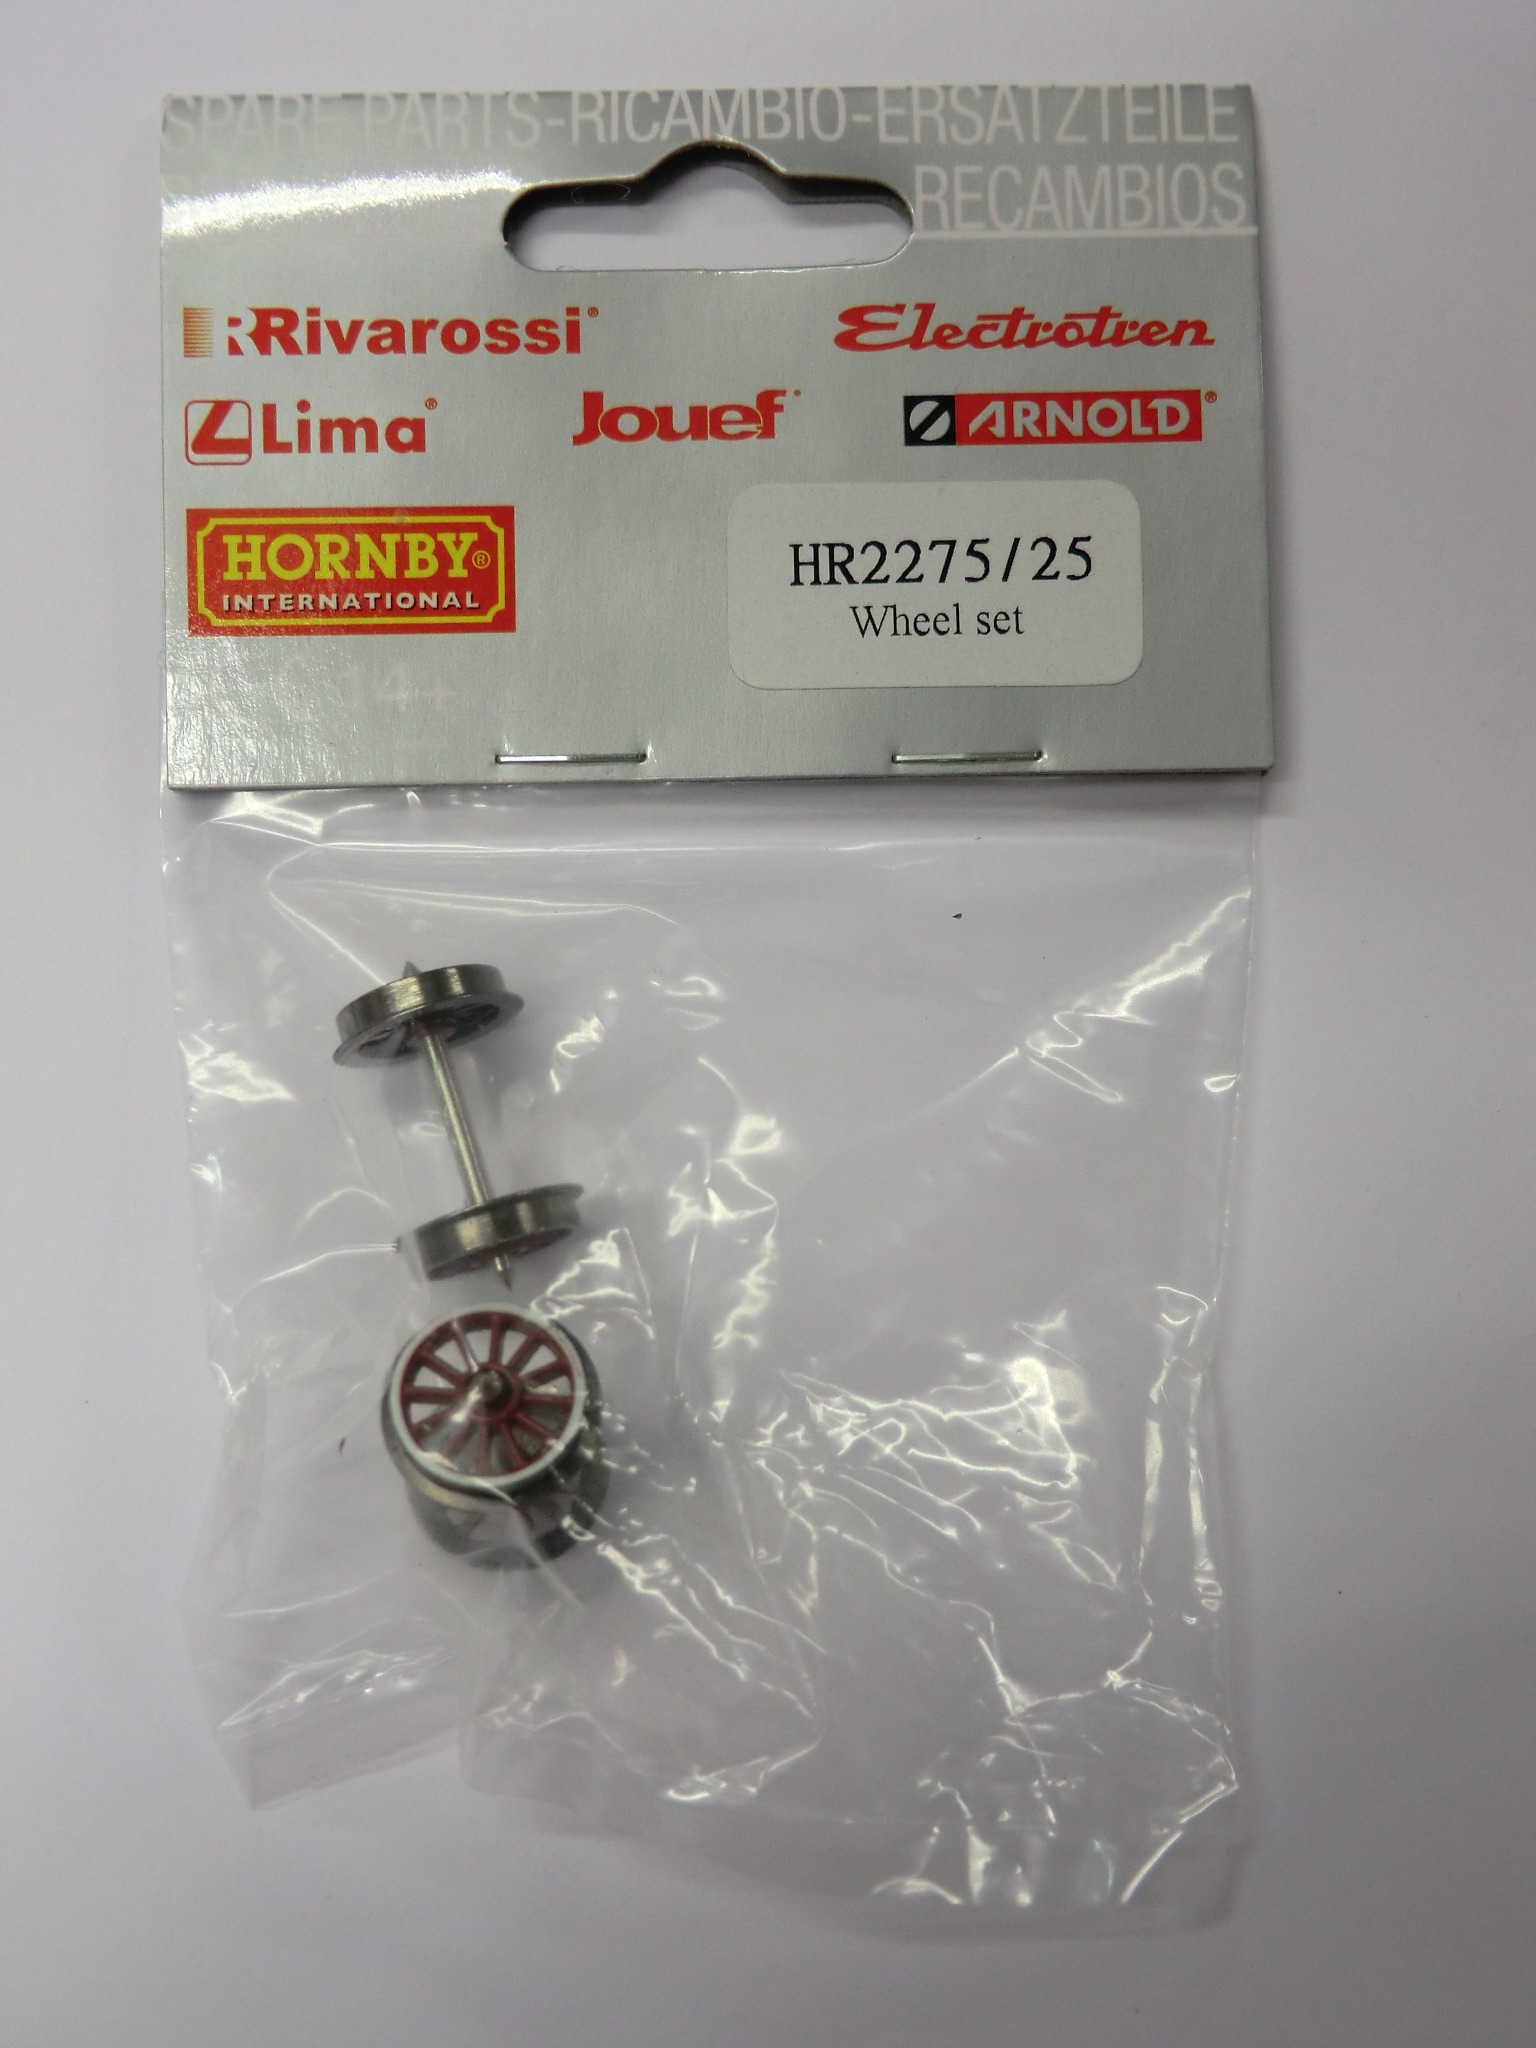 SPARE PARTS-RICAMBIO-ERSATZTEILE
RECAMBIOS
Rivarossi®
Electrotren
Lima®
Jouef
ARNOLD®
HORNBY®
INTERNATIONAL
HR2275/25
Wheel set
14+